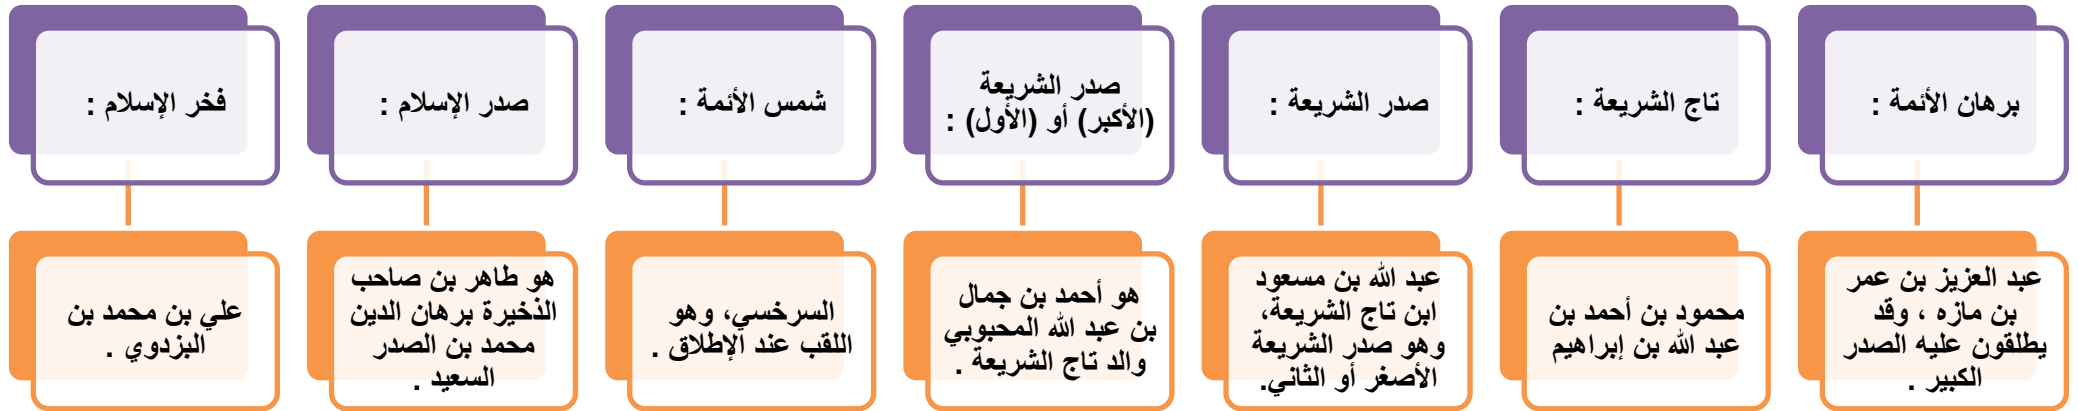 برهان الأئمة :
عبد العزيز بن عمر
بن مازه ، وقد
يطلقون عليه الصدر
الكبير .
تاج الشريعة :
محمود بن أحمد بن
عبد الله بن إبراهيم
صدر الشريعة :
عبد الله بن مسعود
ابن تاج الشريعة،
وهو صدر الشريعة
الأصغر أو الثاني.
صدر الشريعة
(الأكبر) أو (الأول) :
هو أحمد بن جمال
بن عبد الله المحبوبي
والد تاج الشريعة .
شمس الأئمة :
السرخسي، وهو
اللقب عند الإطلاق .
صدر الإسلام :
هو طاهر بن صاحب
الذخيرة برهان الدين
محمد بن الصدر
السعيد .
فخر الإسلام :
علي بن محمد بن
البزدوي .